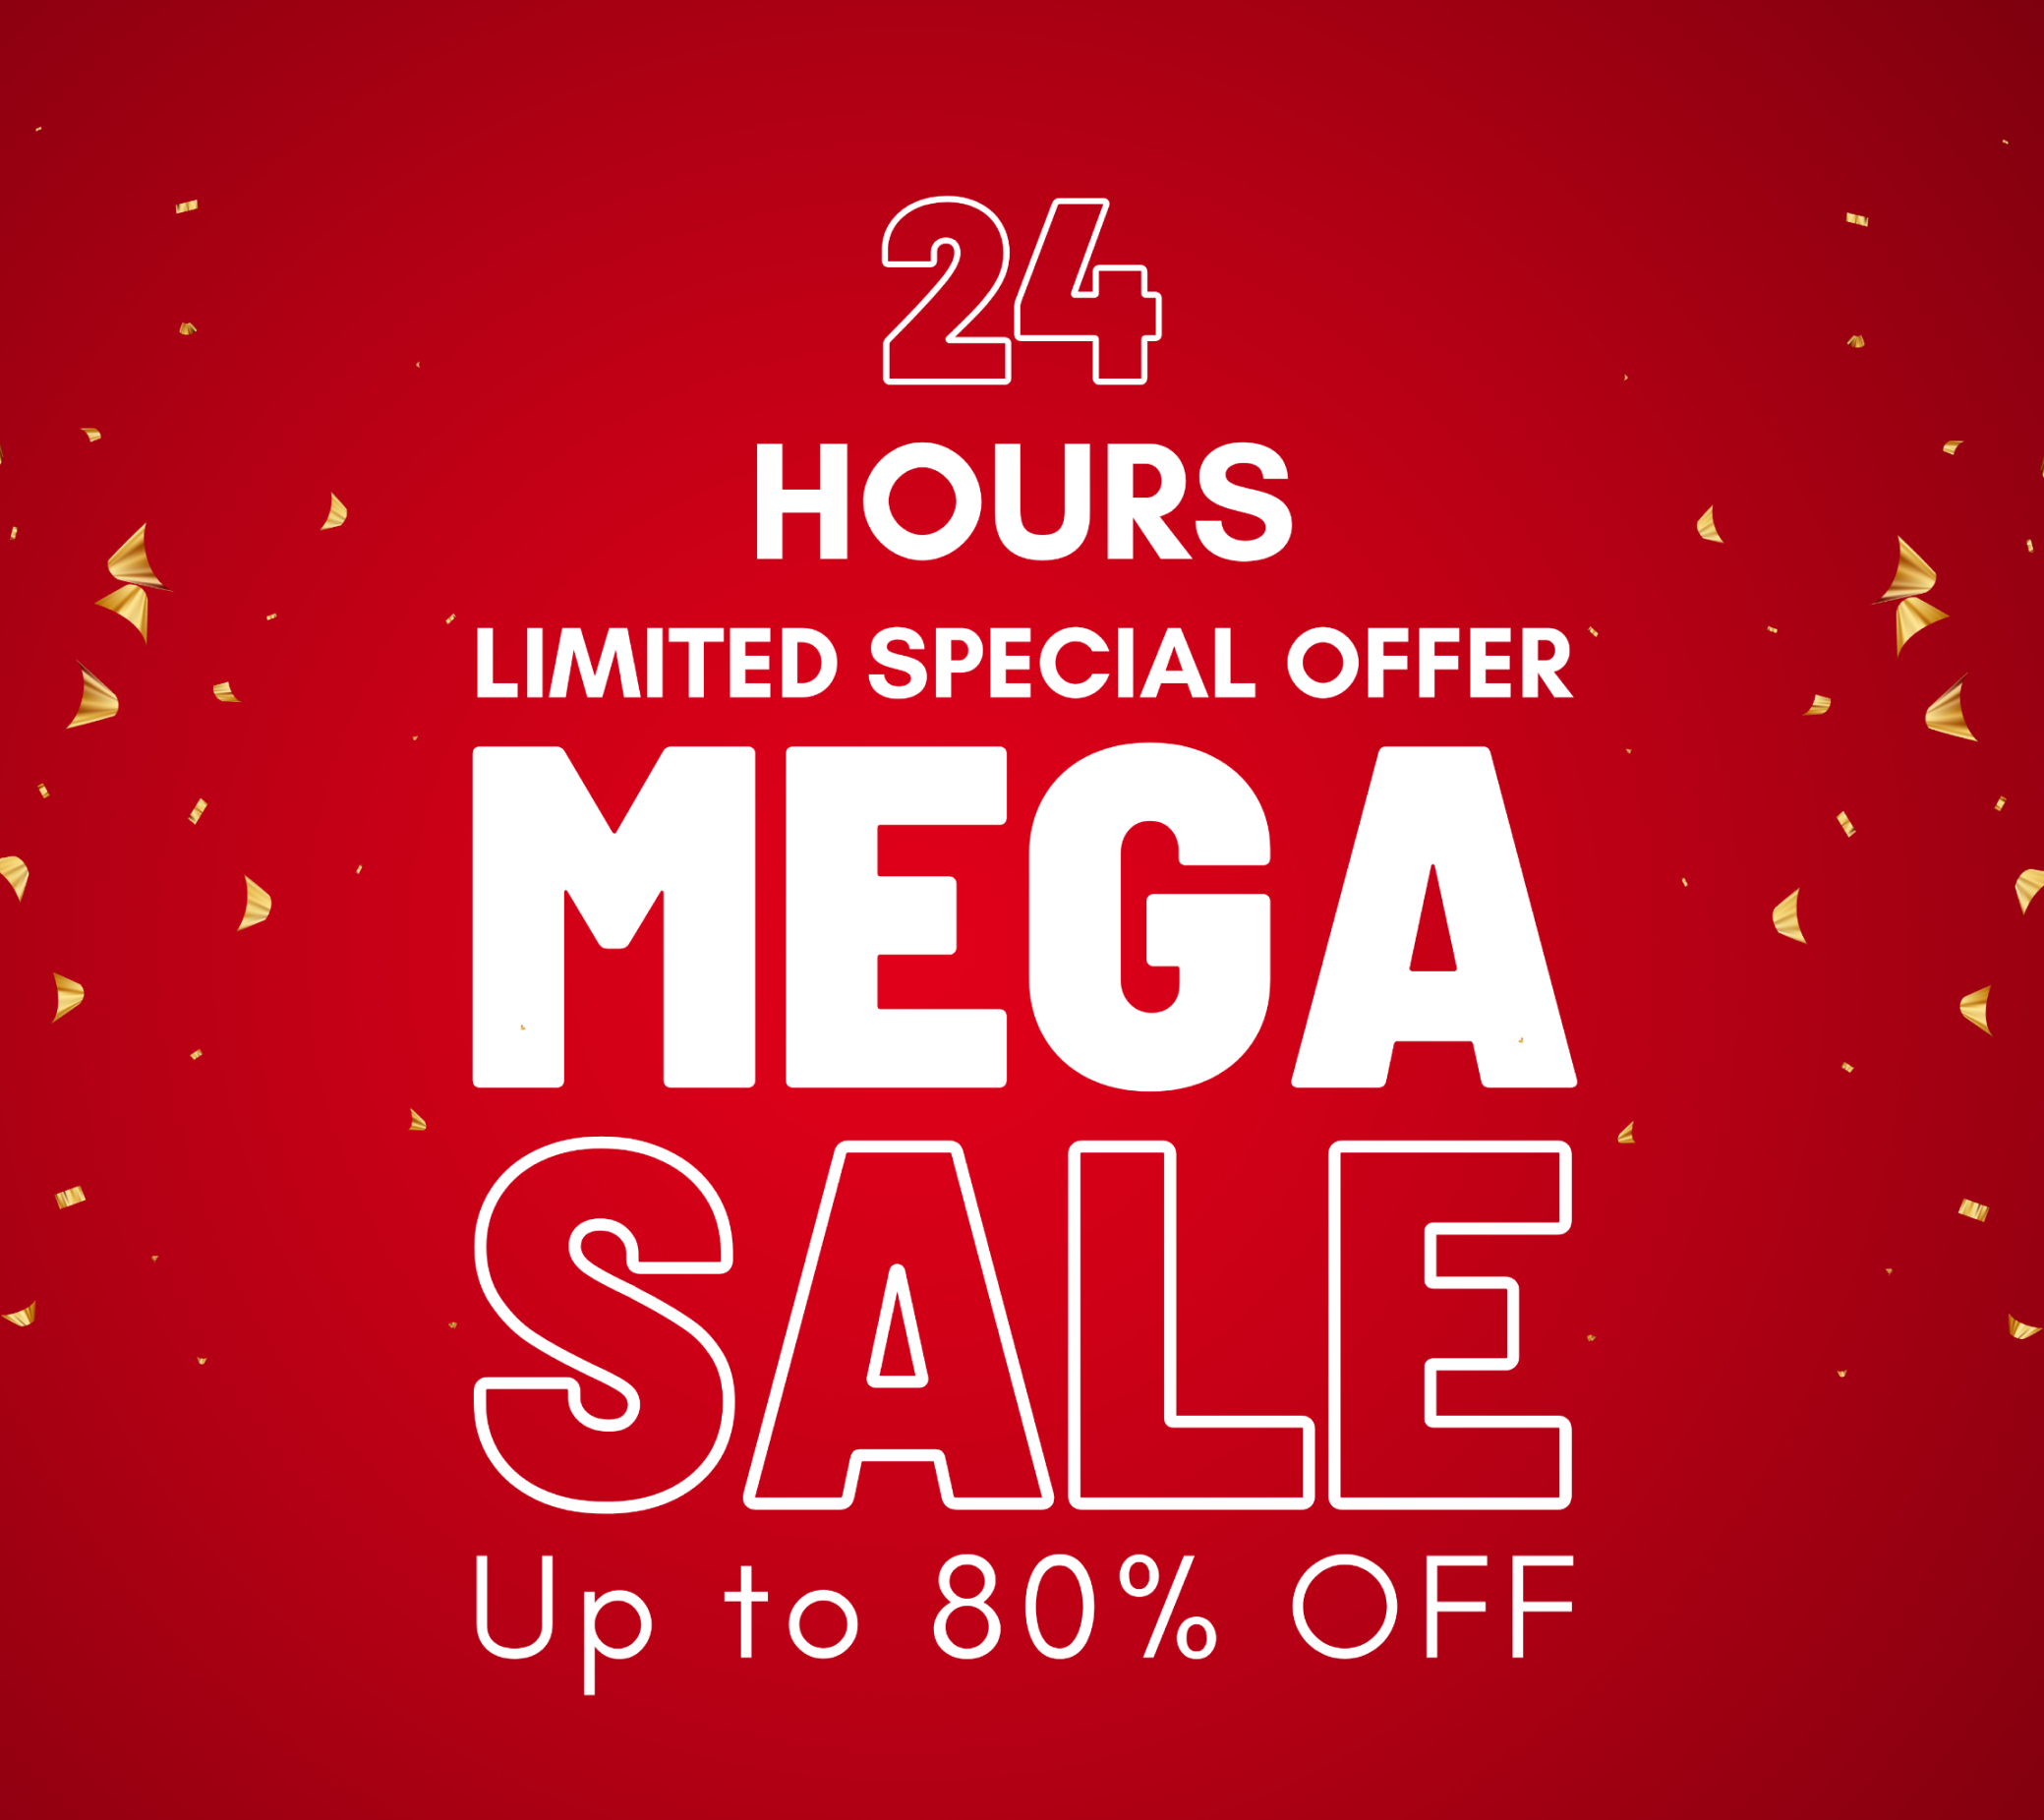 24
HOURS
LIMITED SPECIAL OFFER
MEGA
SALE
Up to 80% OFF